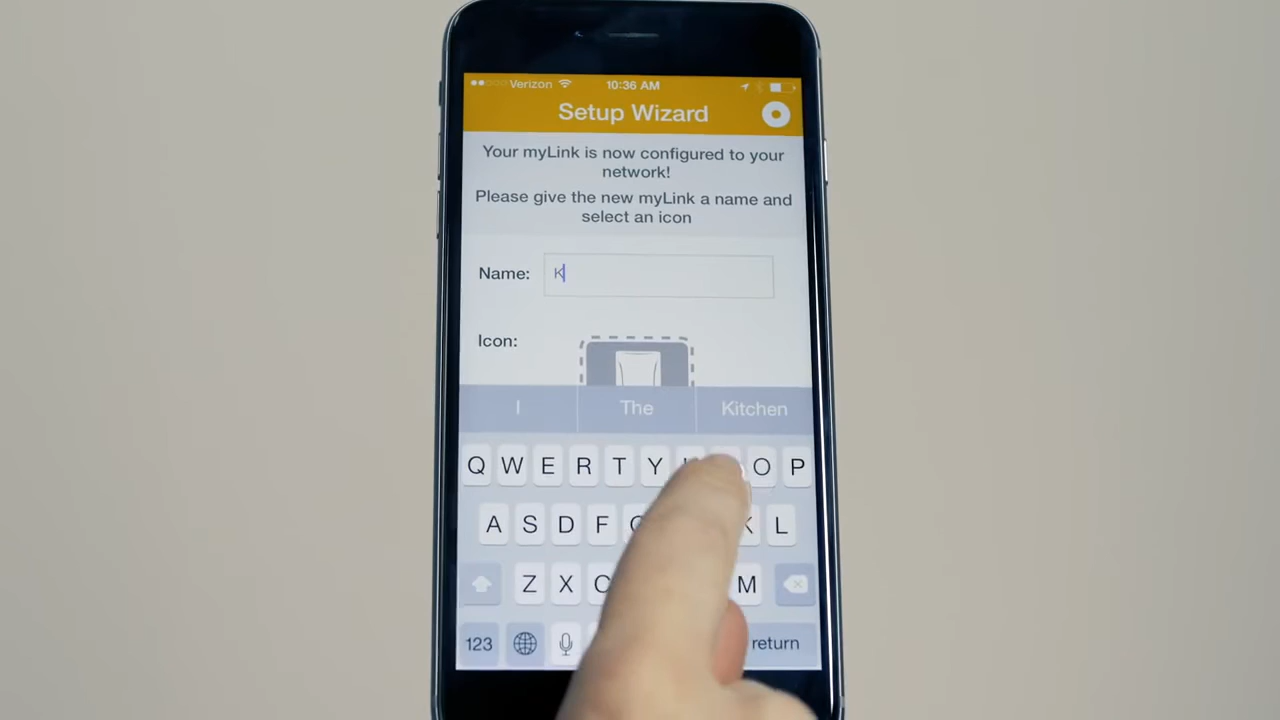 Verizon 10:36 AM
Setup Wizard
Your myLink is now configured to your
network!
Please give the new myLink a name and
select an icon
Name: K
Icon:
I The Kitchen
Q W E R T Y O P
A S D F K L
Z X C M
123 return